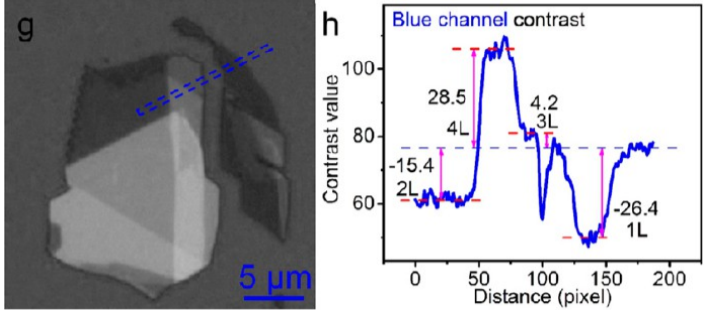 g
5 μm
h
Blue channel contrast
Contrast value
100
80
60
28.5
4L
4.2
3L
-15.4
2L
-26.4
1L
0
50
100
150
200
Distance (pixel)